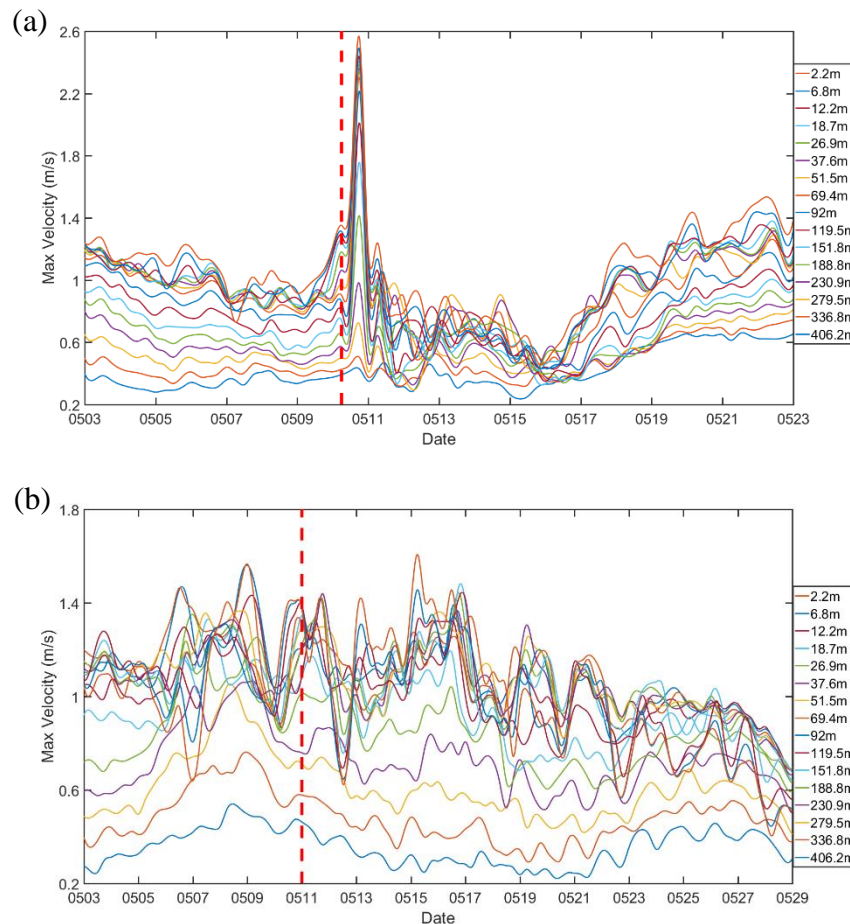 (a)
Max Velocity (m/s)
2.6
2.2
1.8
1.4
1
0.6
0.2
0503 0505 0507 0509 0511 0513 0515 0517 0519 0521 0523
Date
2.2m
6.8m
12.2m
18.7m
26.9m
37.6m
51.5m
69.4m
92m
119.5m
151.8m
188.8m
230.9m
279.5m
336.8m
406.2m
(b)
Max Velocity (m/s)
1.8
1.4
1
0.6
0.2
0503 0505 0507 0509 0511 0513 0515 0517 0519 0521 0523 0525 0527 0529
Date
2.2m
6.8m
12.2m
18.7m
26.9m
37.6m
51.5m
69.4m
92m
119.5m
151.8m
188.8m
230.9m
279.5m
336.8m
406.2m